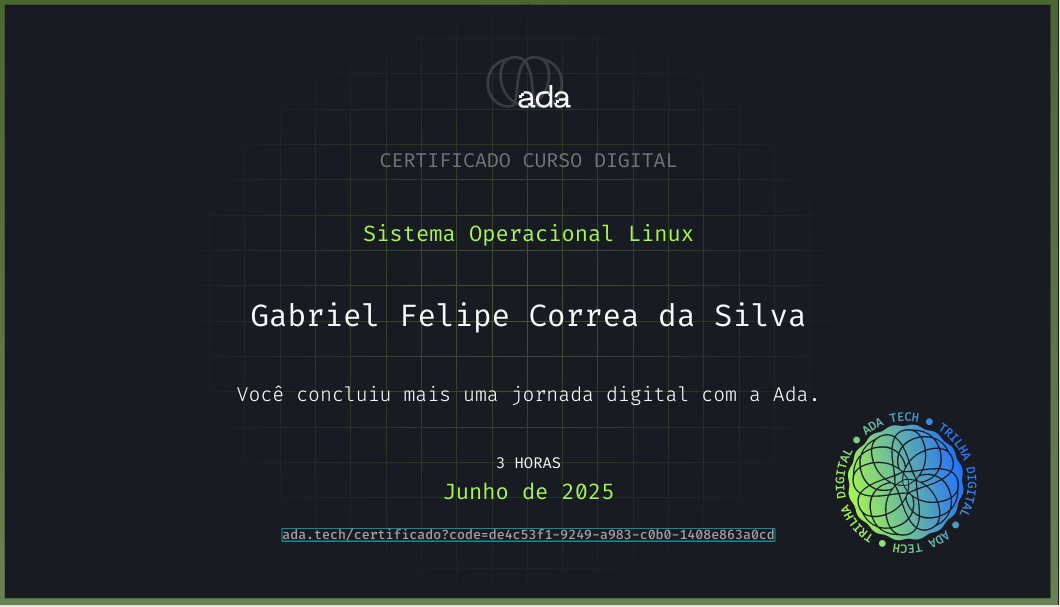 ada
CERTIFICADO CURSO DIGITAL
Sistema Operacional Linux
Gabriel Felipe Correa da Silva
Você concluiu mais uma jornada digital com a Ada.
3 HORAS
Junho de 2025
ada.tech/certificado?code=de4c53f1-9249-a983-c0b0-1408e863a0cd
ADA TECH • TRILHA DIGITAL • ADA TECH • TRILHA DIGITAL •